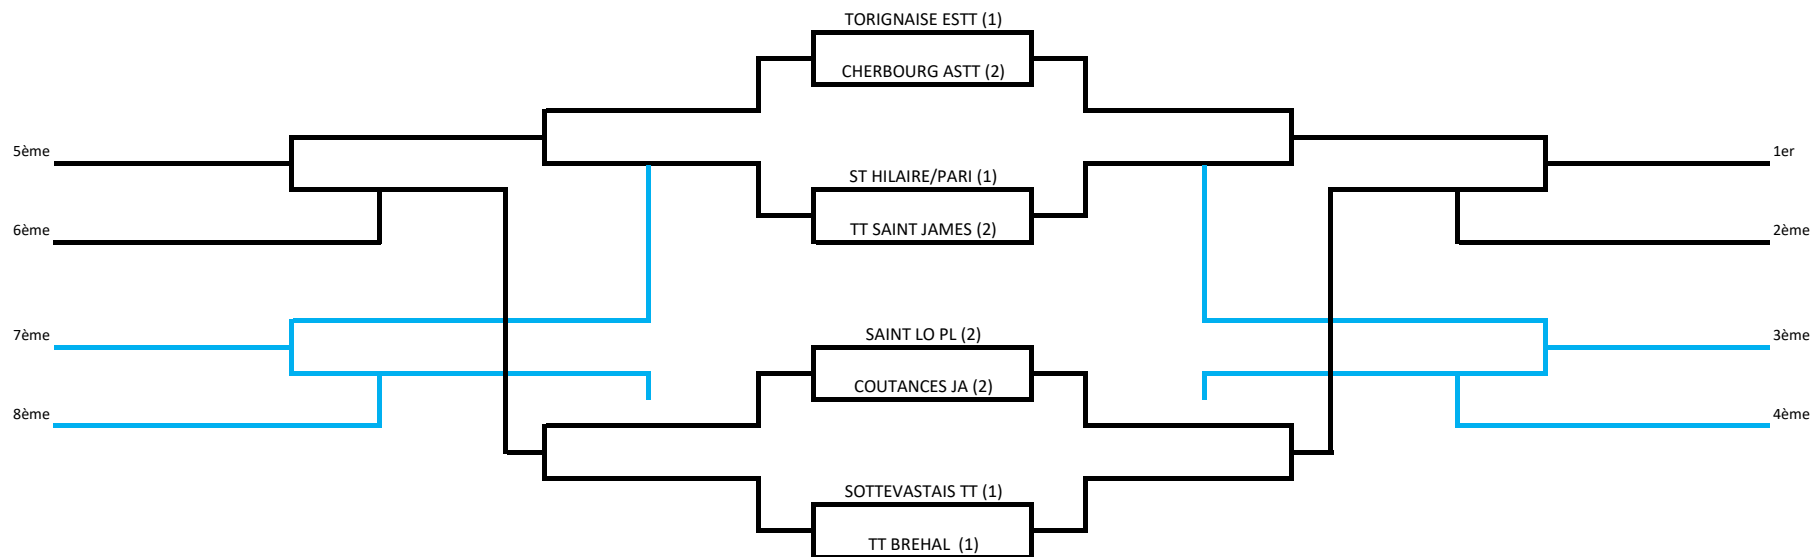 TORIGNAISE ESTT (1)
CHERBOURG ASTT (2)
5ème
1er
ST HILAIRE/PARI (1)
6ème
TT SAINT JAMES (2)
2ème
7ème
SAINT LO PL (2)
3ème
COUTANCES JA (2)
8ème
4ème
SOTTEVASTAIS TT (1)
TT BREHAL  (1)